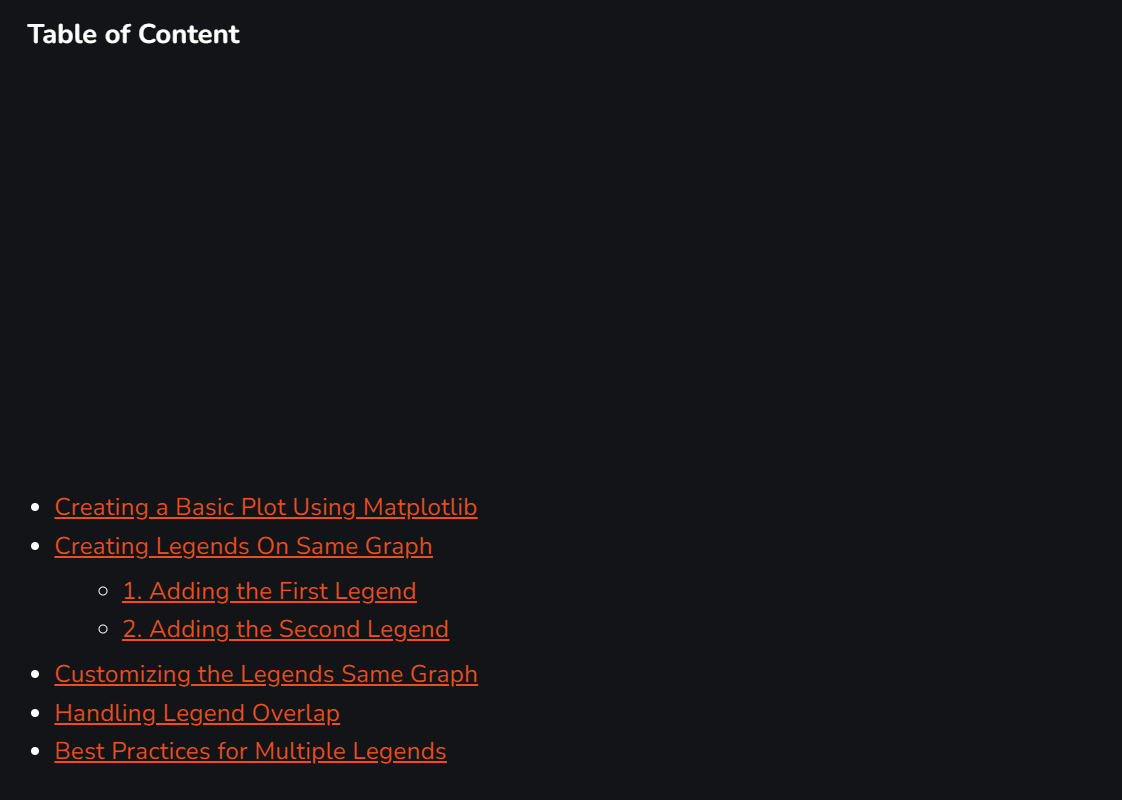 Table of Content
Creating a Basic Plot Using Matplotlib
Creating Legends On Same Graph
1. Adding the First Legend
2. Adding the Second Legend
Customizing the Legends Same Graph
Handling Legend Overlap
Best Practices for Multiple Legends